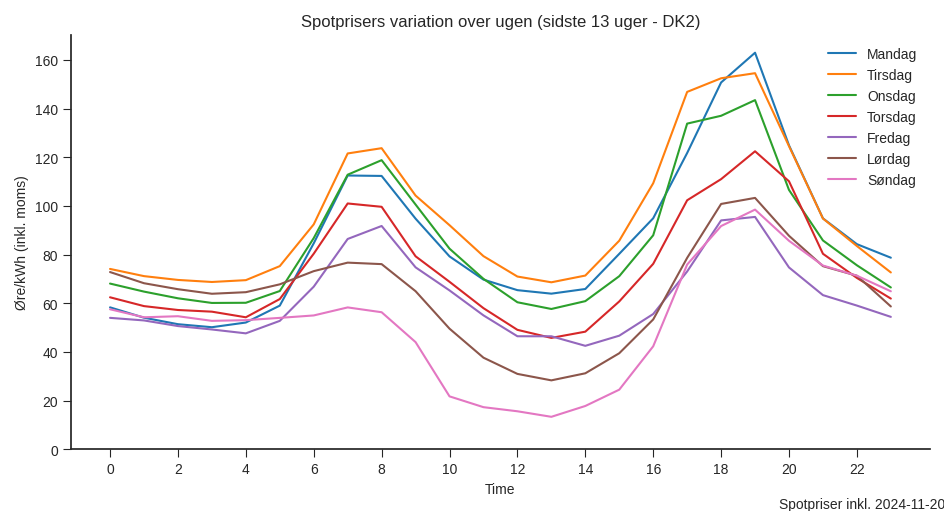 Spotprisers variation over ugen (sidste 13 uger - DK2)
Øre/kWh (inkl. moms)
160
140
120
100
80
60
40
20
0
Mandag
Tirsdag
Onsdag
Torsdag
Fredag
Lørdag
Søndag
0 2 4 6 8 10 12 14 16 18 20 22
Time
Spotpriser inkl. 2024-11-20